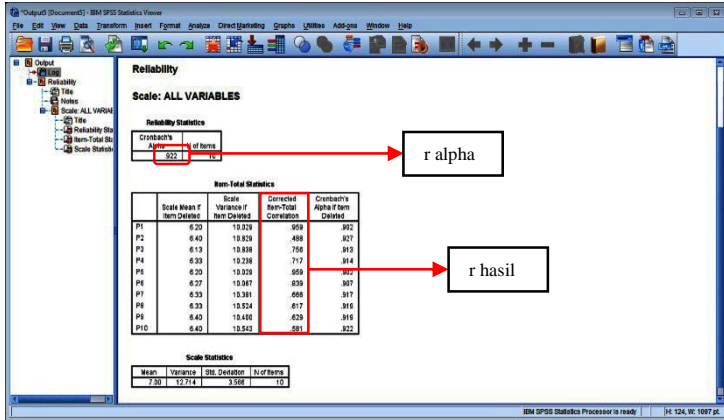 *Output5 [Document5] - IBM SPSS Statistics Viewer
File Edit View Data Transform Insert Format Analyze Direct Marketing Graphs Utilities Add-ons Window Help
Output
Log
Reliability
Title
Notes
Scale: ALL VARIAB
Title
Reliability Sta
Item-Total Sta
Scale Statisti
Reliability
Scale: ALL VARIABLES
Reliability Statistics
Cronbach's Alpha N of Items
.922 10
r alpha
Item-Total Statistics
Scale Mean if Item Deleted Scale Variance if Item Deleted Corrected Item-Total Correlation Cronbach's Alpha if Item Deleted
P1 6.20 10.029 .959 .902
P2 6.40 10.829 .488 .927
P3 6.13 10.838 .756 .913
P4 6.33 10.238 .717 .914
P5 6.20 10.029 .959 .902
P6 6.27 10.067 .839 .907
P7 6.33 10.381 .666 .917
P8 6.33 10.524 .617 .919
P9 6.40 10.400 .629 .919
P10 6.40 10.543 .581 .922
r hasil
Scale Statistics
Mean Variance Std. Deviation N of Items
7.00 12.714 3.566 10
IBM SPSS Statistics Processor is ready H: 124, W: 1097 pt.